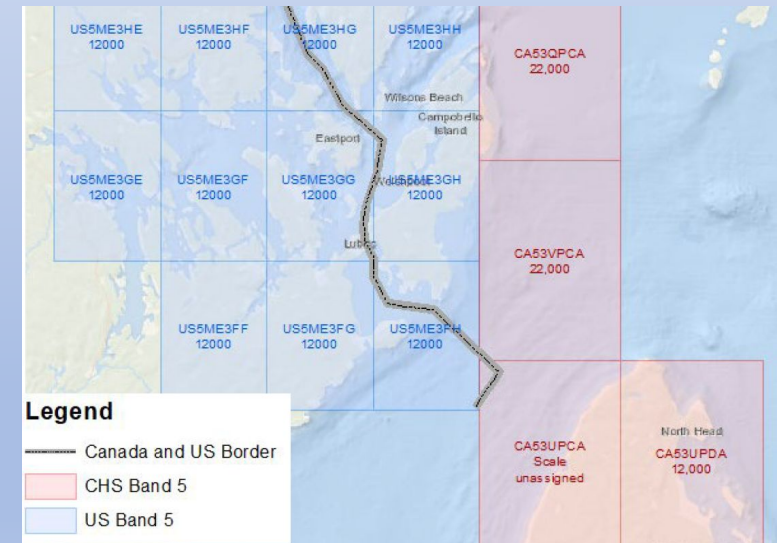 US5ME3HE
12000
US5ME3HF
12000
US5ME3HG
12000
US5ME3HH
12000
CA53QPCA
22,000
Wilsons Beach
Campobello
Island
Eastport
US5ME3GE
12000
US5ME3GF
12000
US5ME3GG
12000
Welshpool
US5ME3GH
12000
Lubec
CA53VPCA
22,000
US5ME3FF
12000
US5ME3FG
12000
US5ME3FH
12000
North Head
CA53UPCA
Scale
unassigned
CA53UPDA
12,000
Legend
Canada and US Border
CHS Band 5
US Band 5